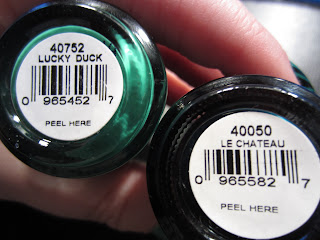 40752
LUCKY DUCK
0 965452 7
PEEL HERE
40050
LE CHATEAU
0 965582 7
PEEL HERE